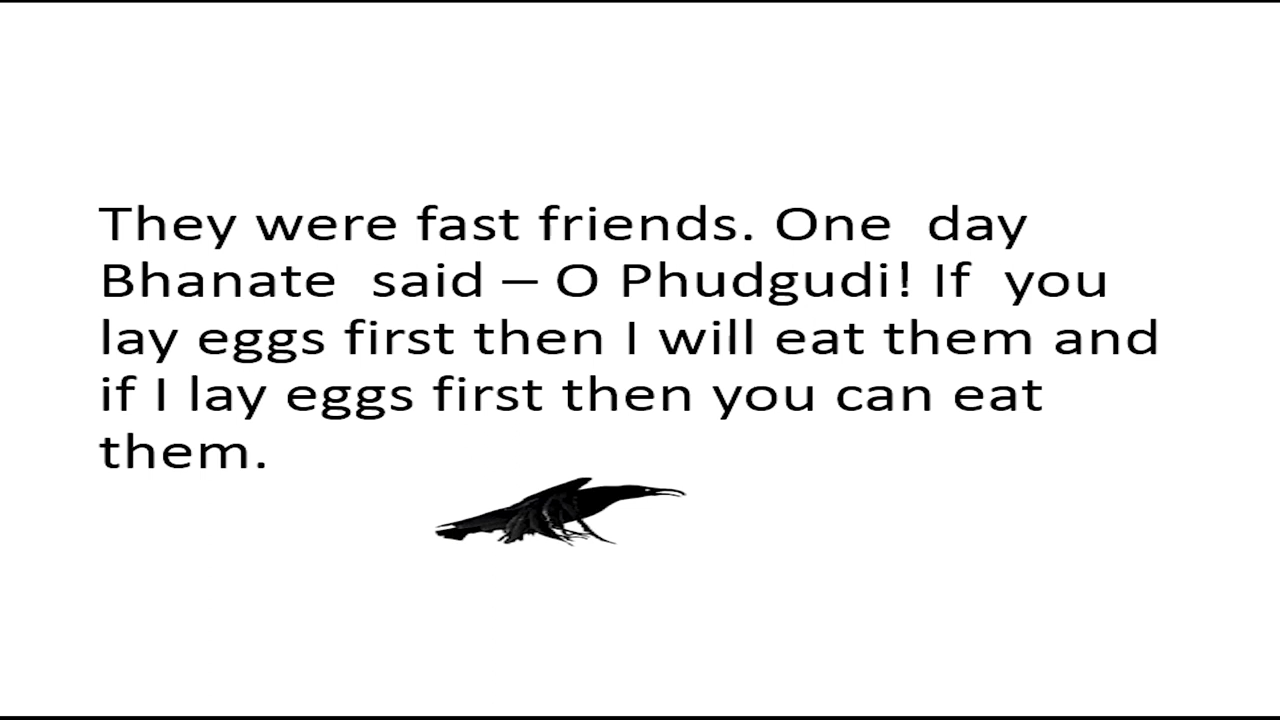 They were fast friends. One  day
Bhanate  said – O Phudgudi! If  you
lay eggs first then I will eat them and
if I lay eggs first then you can eat
them.